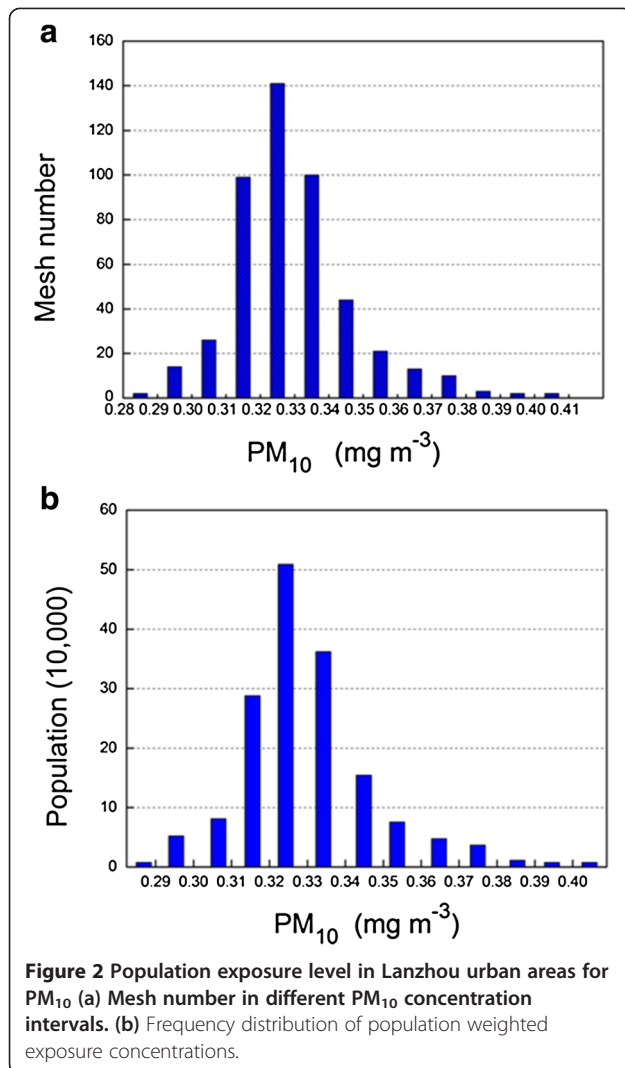 a
160
140
120
100
80
60
40
20
0
Mesh number
0.28 0.29 0.30 0.31 0.32 0.33 0.34 0.35 0.36 0.37 0.38 0.39 0.40 0.41
PM₁₀ (mg m⁻³)
b
60
50
40
30
20
10
0
Population (10,000)
0.29 0.30 0.31 0.32 0.33 0.34 0.35 0.36 0.37 0.38 0.39 0.40
PM₁₀ (mg m⁻³)
Figure 2 Population exposure level in Lanzhou urban areas for
PM₁₀ (a) Mesh number in different PM₁₀ concentration
intervals. (b) Frequency distribution of population weighted
exposure concentrations.